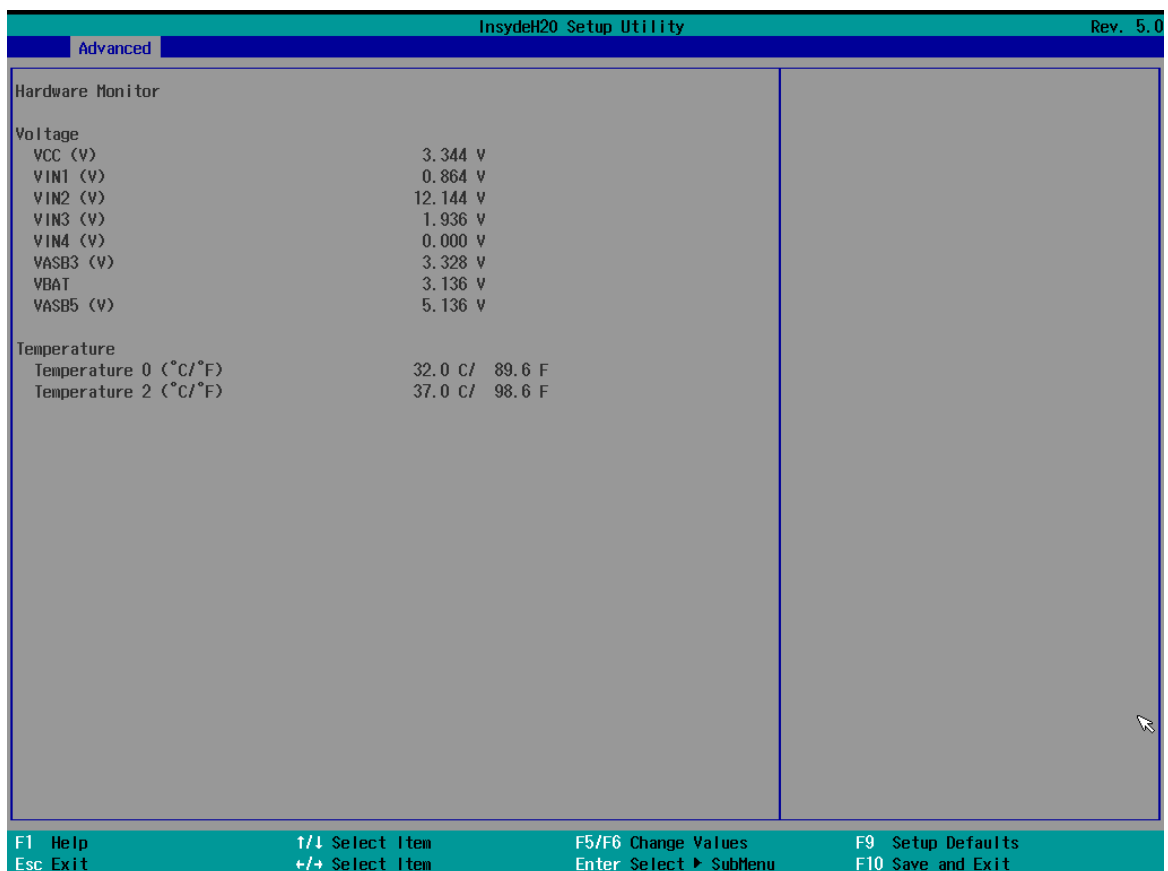 InsydeH20 Setup Utility Rev. 5.0
Advanced
Hardware Monitor
Voltage
VCC (V) 3.344 V
VIN1 (V) 0.864 V
VIN2 (V) 12.144 V
VIN3 (V) 1.936 V
VIN4 (V) 0.000 V
VASB3 (V) 3.328 V
VBAT 3.136 V
VASB5 (V) 5.136 V
Temperature
Temperature 0 (°C/°F) 32.0 C/ 89.6 F
Temperature 2 (°C/°F) 37.0 C/ 98.6 F
F1 Help ↑/↓ Select Item F5/F6 Change Values F9 Setup Defaults
Esc Exit ←/→ Select Item Enter Select ▶ SubMenu F10 Save and Exit